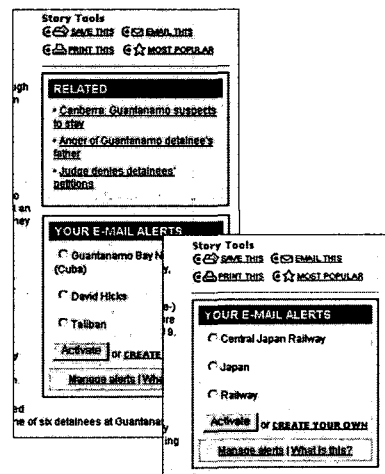 Story Tools
SAVE THIS EMAIL THIS
PRINT THIS MOST POPULAR
RELATED
• Canberra: Guantanamo suspects
to stay
• Anger of Guantanamo detainee's
father
• Judge denies detainees'
petitions
YOUR E-MAIL ALERTS
Guantanamo Bay N
(Cuba)
David Hicks
Taliban
Activate or CREATE
Manage alerts | Wha
ne of six detainees at Guantana
Story Tools
SAVE THIS EMAIL THIS
PRINT THIS MOST POPULAR
YOUR E-MAIL ALERTS
Central Japan Railway
Japan
Railway
Activate or CREATE YOUR OWN
Manage alerts | What is this?